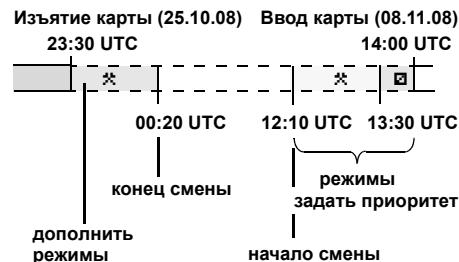 Изъятие карты (25.10.08) Ввод карты (08.11.08)
23:30 UTC 14:00 UTC
00:20 UTC 12:10 UTC 13:30 UTC
конец смены
режимы
задать приоритет
дополнить
режимы
начало смены